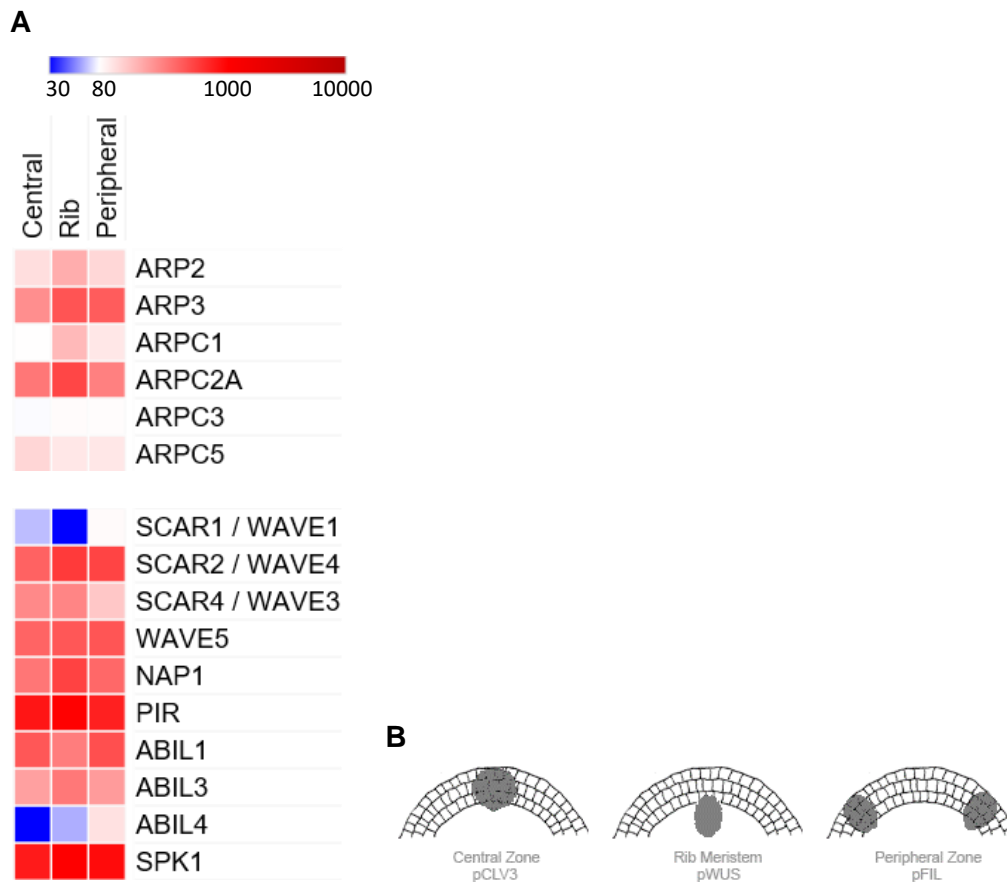 A
30 80 1000 10000
Central
Rib
Peripheral
ARP2
ARP3
ARPC1
ARPC2A
ARPC3
ARPC5
SCAR1 / WAVE1
SCAR2 / WAVE4
SCAR4 / WAVE3
WAVE5
NAP1
PIR
ABIL1
ABIL3
ABIL4
SPK1
B
Central Zone
pCLV3
Rib Meristem
pWUS
Peripheral Zone
pFIL